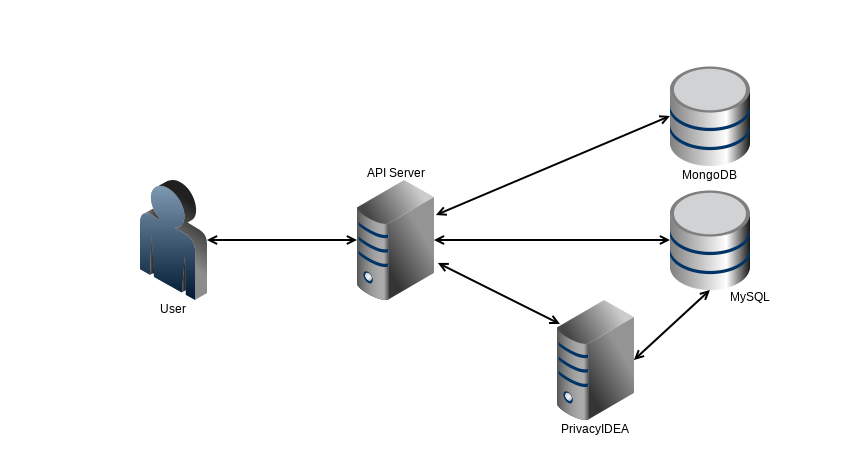 API Server
MongoDB
User
MySQL
PrivacyIDEA